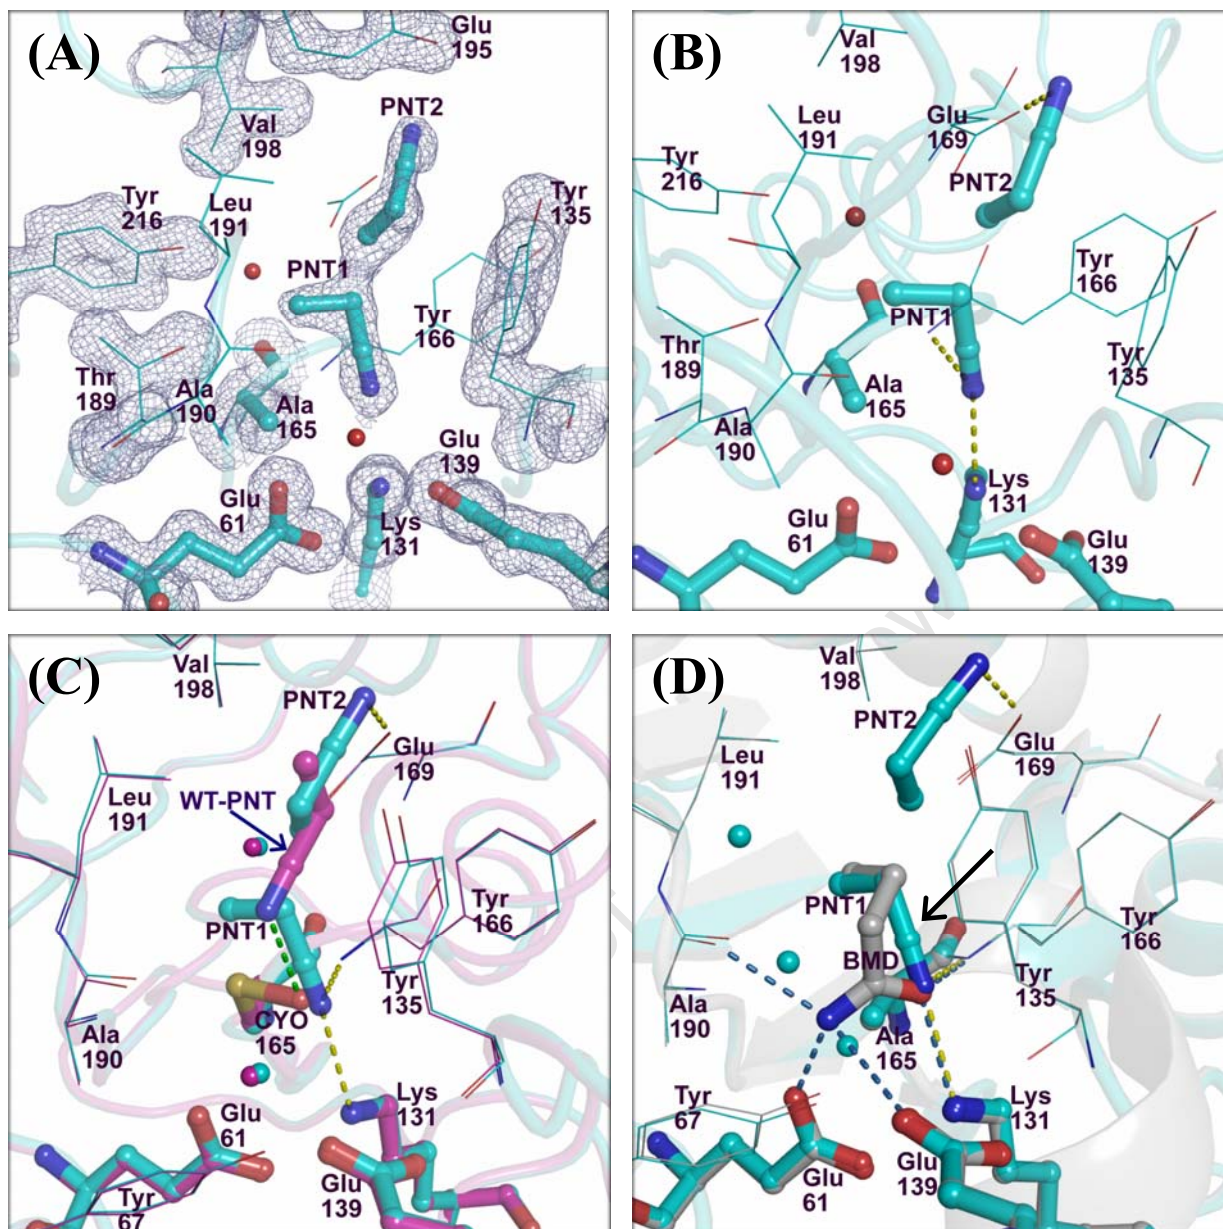 (A)
Glu
195
PNT2
Val
198
Tyr
216
Leu
191
Tyr
135
PNT1
Tyr
166
Thr
189
Ala
190
Ala
165
Glu
139
Glu
61
Lys
131
(B)
Val
198
Leu
191
Glu
169
Tyr
216
PNT2
Tyr
166
PNT1
Thr
189
Tyr
135
Ala
165
Ala
190
Lys
131
Glu
61
Glu
139
(C)
Val
198
PNT2
Glu
169
Leu
191
WT-PNT
Tyr
166
PNT1
Tyr
135
CYO
165
Ala
190
Lys
131
Glu
61
Tyr
67
Glu
139
(D)
Val
198
PNT2
Leu
191
Glu
169
PNT1
Tyr
166
BMD
Tyr
135
Ala
190
Ala
165
Tyr
67
Lys
131
Glu
61
Glu
139